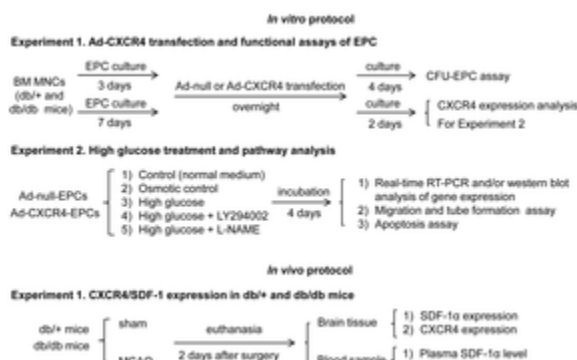 In vitro protocol
Experiment 1. Ad-CXCR4 transfection and functional assays of EPC
BM MNCs
(db/+ and
db/db mice)
EPC culture
3 days
EPC culture
7 days
Ad-null or Ad-CXCR4 transfection
overnight
culture
4 days
CFU-EPC assay
culture
2 days
CXCR4 expression analysis
For Experiment 2
Experiment 2. High glucose treatment and pathway analysis
Ad-null-EPCs
Ad-CXCR4-EPCs
1) Control (normal medium)
2) Osmotic control
3) High glucose
4) High glucose + LY294002
5) High glucose + L-NAME
incubation
4 days
1) Real-time RT-PCR and/or western blot
analysis of gene expression
2) Migration and tube formation assay
3) Apoptosis assay
In vivo protocol
Experiment 1. CXCR4/SDF-1 expression in db/+ and db/db mice
db/+ mice
db/db mice
sham
euthanasia
2 days after surgery
Brain tissue
1) SDF-1α expression
2) CXCR4 expression
Blood sample
1) Plasma SDF-1α level